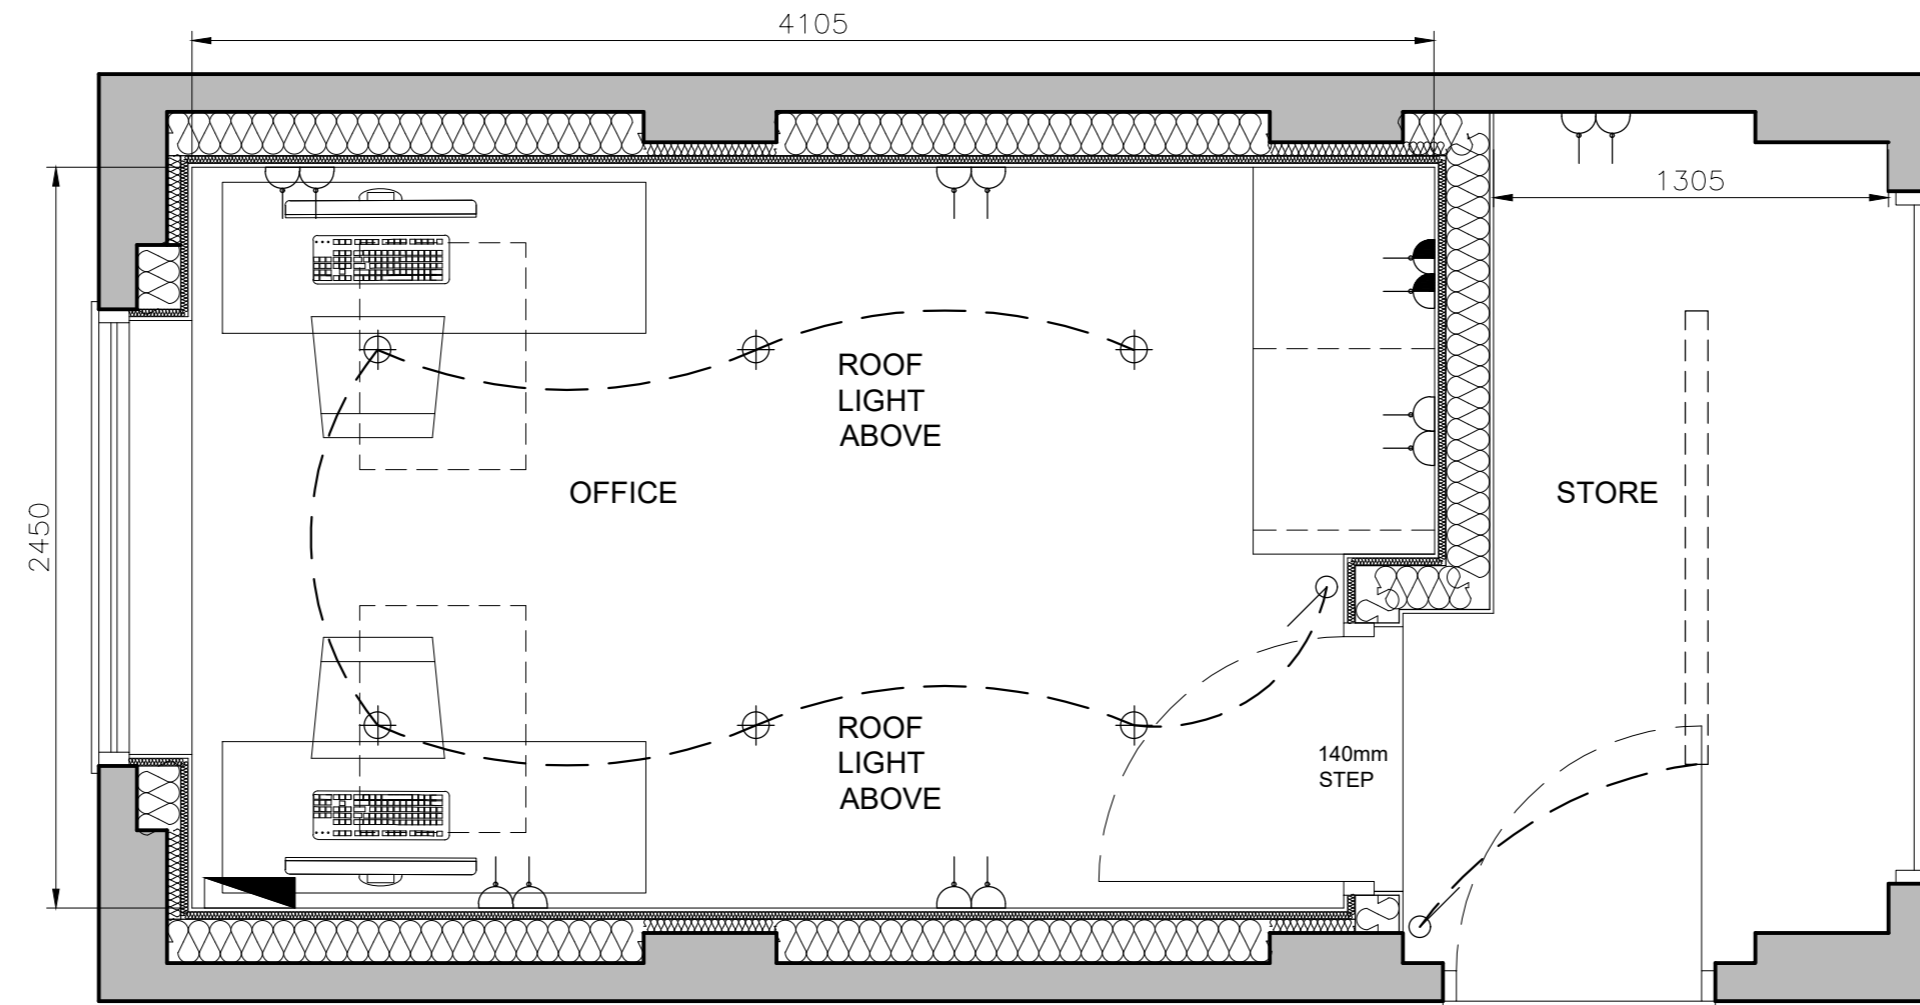 4105
1305
ROOF
LIGHT
ABOVE
OFFICE
STORE
2450
ROOF
LIGHT
ABOVE
140mm
STEP